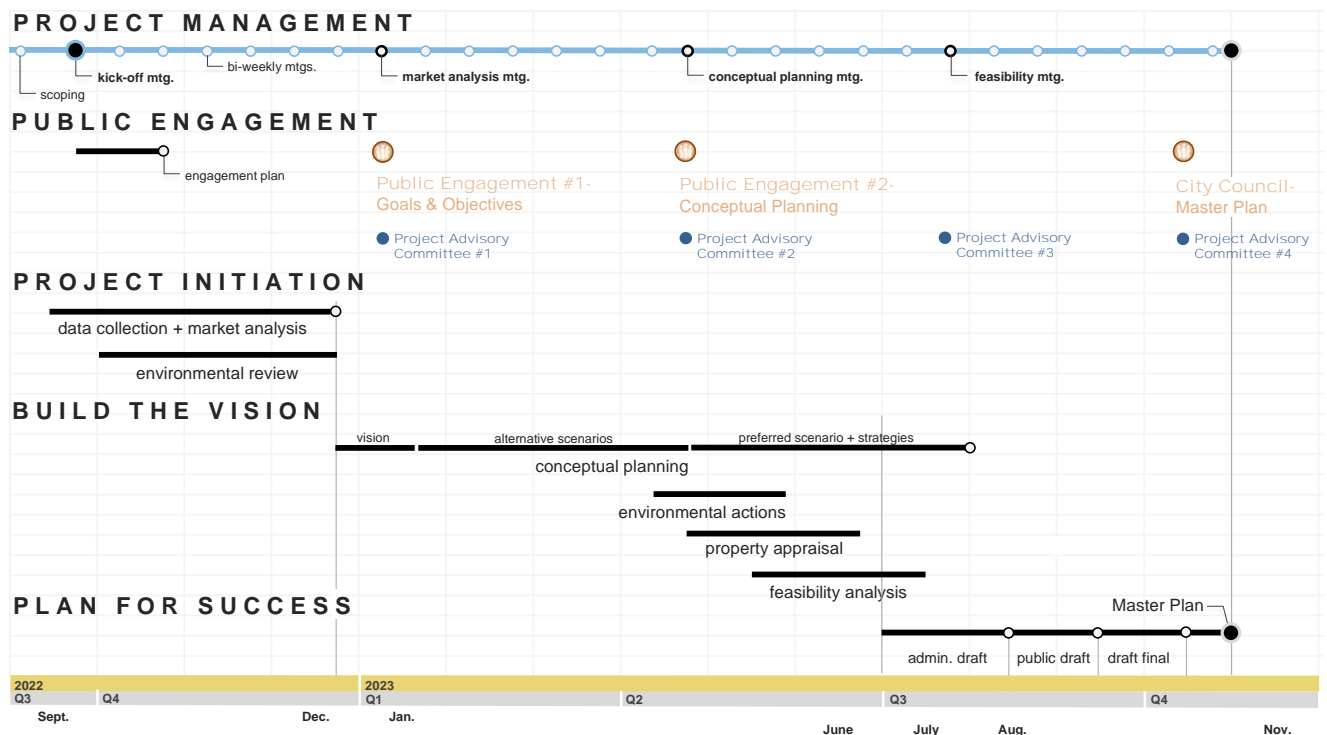 PROJECT MANAGEMENT
kick-off mtg.
bi-weekly mtgs.
market analysis mtg.
conceptual planning mtg.
feasibility mtg.
scoping
PUBLIC ENGAGEMENT
engagement plan
Public Engagement #1-
Goals & Objectives
Public Engagement #2-
Conceptual Planning
City Council-
Master Plan
Project Advisory
Committee #1
Project Advisory
Committee #2
Project Advisory
Committee #3
Project Advisory
Committee #4
PROJECT INITIATION
data collection + market analysis
environmental review
BUILD THE VISION
vision
alternative scenarios
preferred scenario + strategies
conceptual planning
environmental actions
property appraisal
feasibility analysis
PLAN FOR SUCCESS
Master Plan
admin. draft
public draft
draft final
2022
2023
Q3
Q4
Q1
Q2
Q3
Q4
Sept.
Dec.
Jan.
June
July
Aug.
Nov.